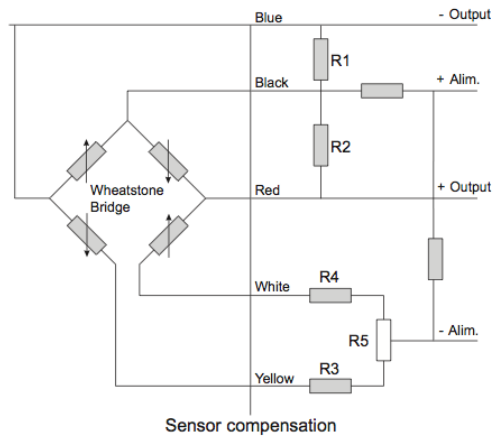 Blue
- Output
R1
Black
+ Alim.
R2
Wheatstone
Bridge
Red
+ Output
White
R4
R5
- Alim.
Yellow
R3
Sensor compensation